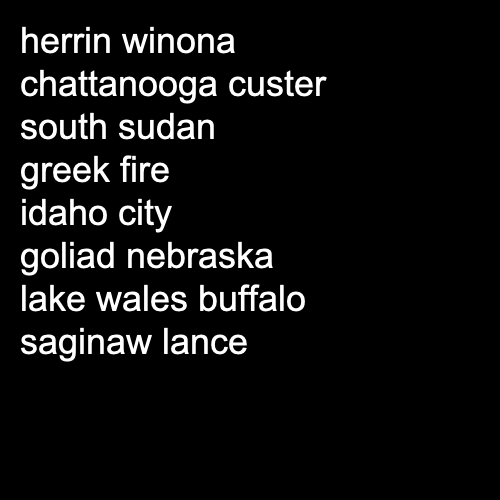 herrin winona
chattanooga custer
south sudan
greek fire
idaho city
goliad nebraska
lake wales buffalo
saginaw lance